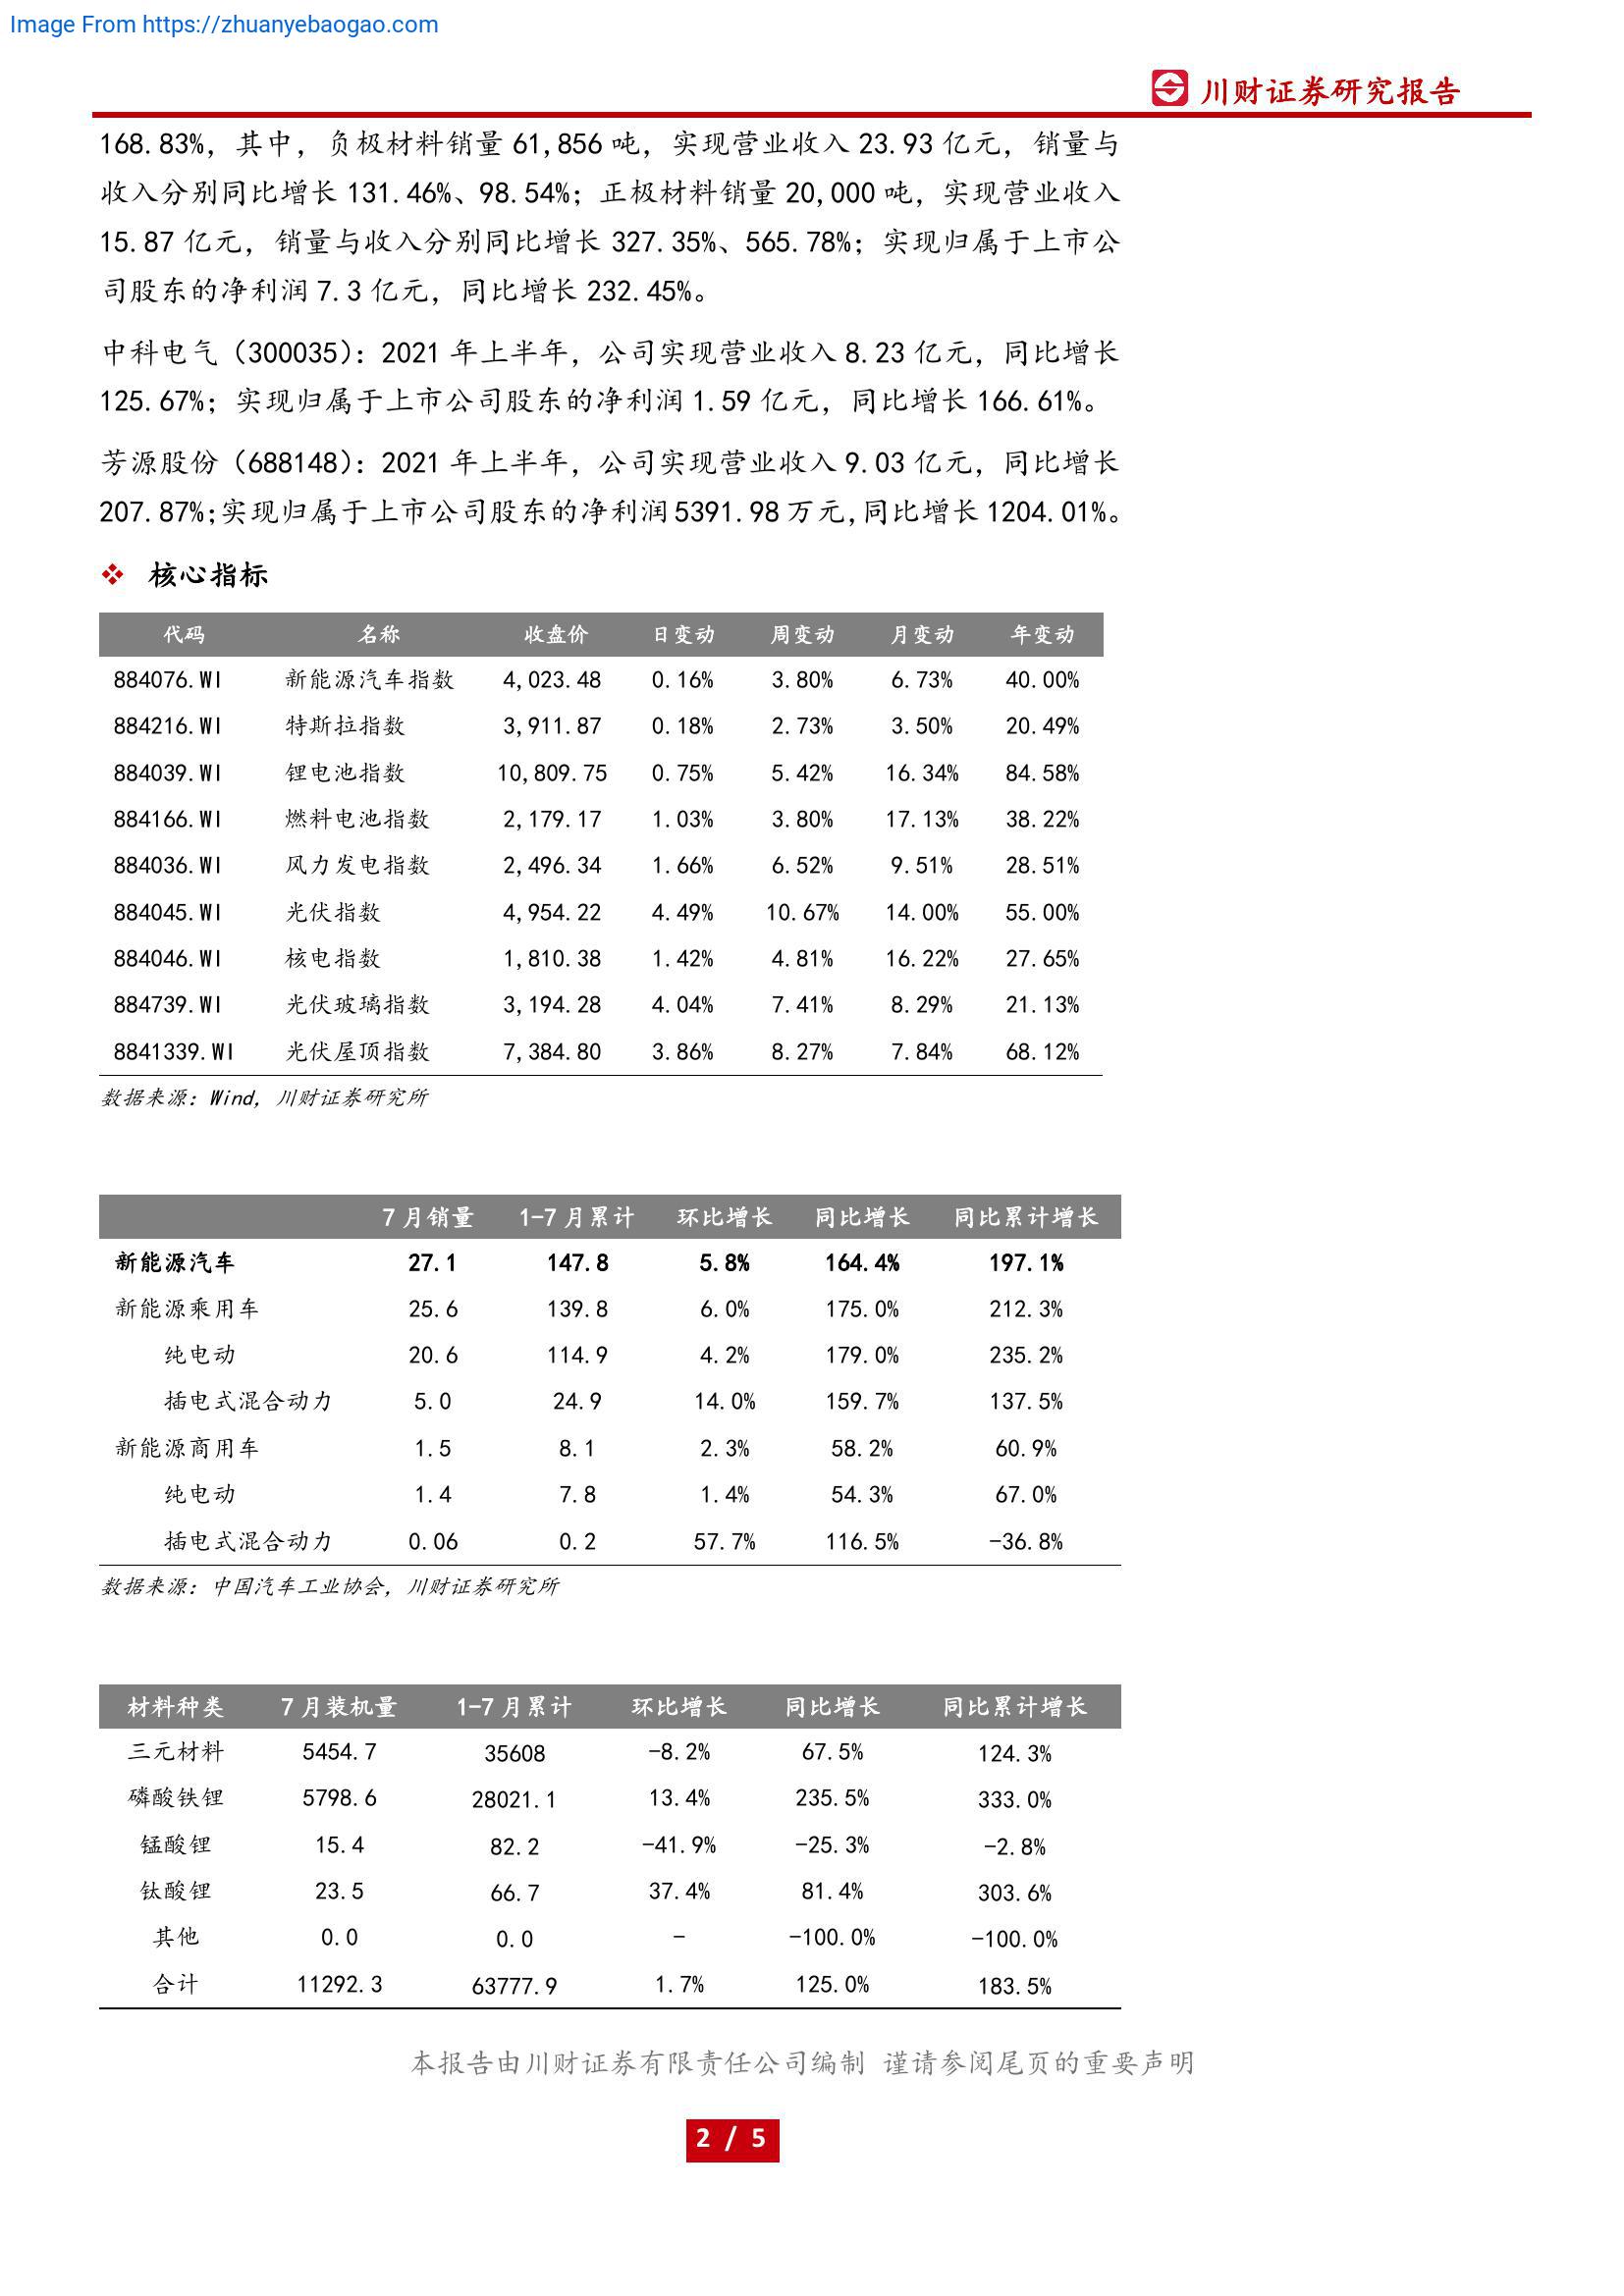 Image From https://zhuanyebaogao.com
川财证券研究报告
168.83%，其中，负极材料销量 61,856 吨，实现营业收入 23.93 亿元，销量与
收入分别同比增长 131.46%、98.54%；正极材料销量 20,000 吨，实现营业收入
15.87 亿元，销量与收入分别同比增长 327.35%、565.78%；实现归属于上市公
司股东的净利润 7.3 亿元，同比增长 232.45%。
中科电气（300035）：2021 年上半年，公司实现营业收入 8.23 亿元，同比增长
125.67%；实现归属于上市公司股东的净利润 1.59 亿元，同比增长 166.61%。
芳源股份（688148）：2021 年上半年，公司实现营业收入 9.03 亿元，同比增长
207.87%；实现归属于上市公司股东的净利润 5391.98 万元，同比增长 1204.01%。
❖ 核心指标
代码 名称 收盘价 日变动 周变动 月变动 年变动
884076.WI 新能源汽车指数 4,023.48 0.16% 3.80% 6.73% 40.00%
884216.WI 特斯拉指数 3,911.87 0.18% 2.73% 3.50% 20.49%
884039.WI 锂电池指数 10,809.75 0.75% 5.42% 16.34% 84.58%
884166.WI 燃料电池指数 2,179.17 1.03% 3.80% 17.13% 38.22%
884036.WI 风力发电指数 2,496.34 1.66% 6.52% 9.51% 28.51%
884045.WI 光伏指数 4,954.22 4.49% 10.67% 14.00% 55.00%
884046.WI 核电指数 1,810.38 1.42% 4.81% 16.22% 27.65%
884739.WI 光伏玻璃指数 3,194.28 4.04% 7.41% 8.29% 21.13%
8841339.WI 光伏屋顶指数 7,384.80 3.86% 8.27% 7.84% 68.12%
数据来源：Wind，川财证券研究所
7 月销量 1-7 月累计 环比增长 同比增长 同比累计增长
新能源汽车 27.1 147.8 5.8% 164.4% 197.1%
新能源乘用车 25.6 139.8 6.0% 175.0% 212.3%
纯电动 20.6 114.9 4.2% 179.0% 235.2%
插电式混合动力 5.0 24.9 14.0% 159.7% 137.5%
新能源商用车 1.5 8.1 2.3% 58.2% 60.9%
纯电动 1.4 7.8 1.4% 54.3% 67.0%
插电式混合动力 0.06 0.2 57.7% 116.5% -36.8%
数据来源：中国汽车工业协会，川财证券研究所
材料种类 7 月装机量 1-7 月累计 环比增长 同比增长 同比累计增长
三元材料 5454.7 35608 -8.2% 67.5% 124.3%
磷酸铁锂 5798.6 28021.1 13.4% 235.5% 333.0%
锰酸锂 15.4 82.2 -41.9% -25.3% -2.8%
钛酸锂 23.5 66.7 37.4% 81.4% 303.6%
其他 0.0 0.0 - -100.0% -100.0%
合计 11292.3 63777.9 1.7% 125.0% 183.5%
本报告由川财证券有限责任公司编制 谨请参阅尾页的重要声明
2 / 5